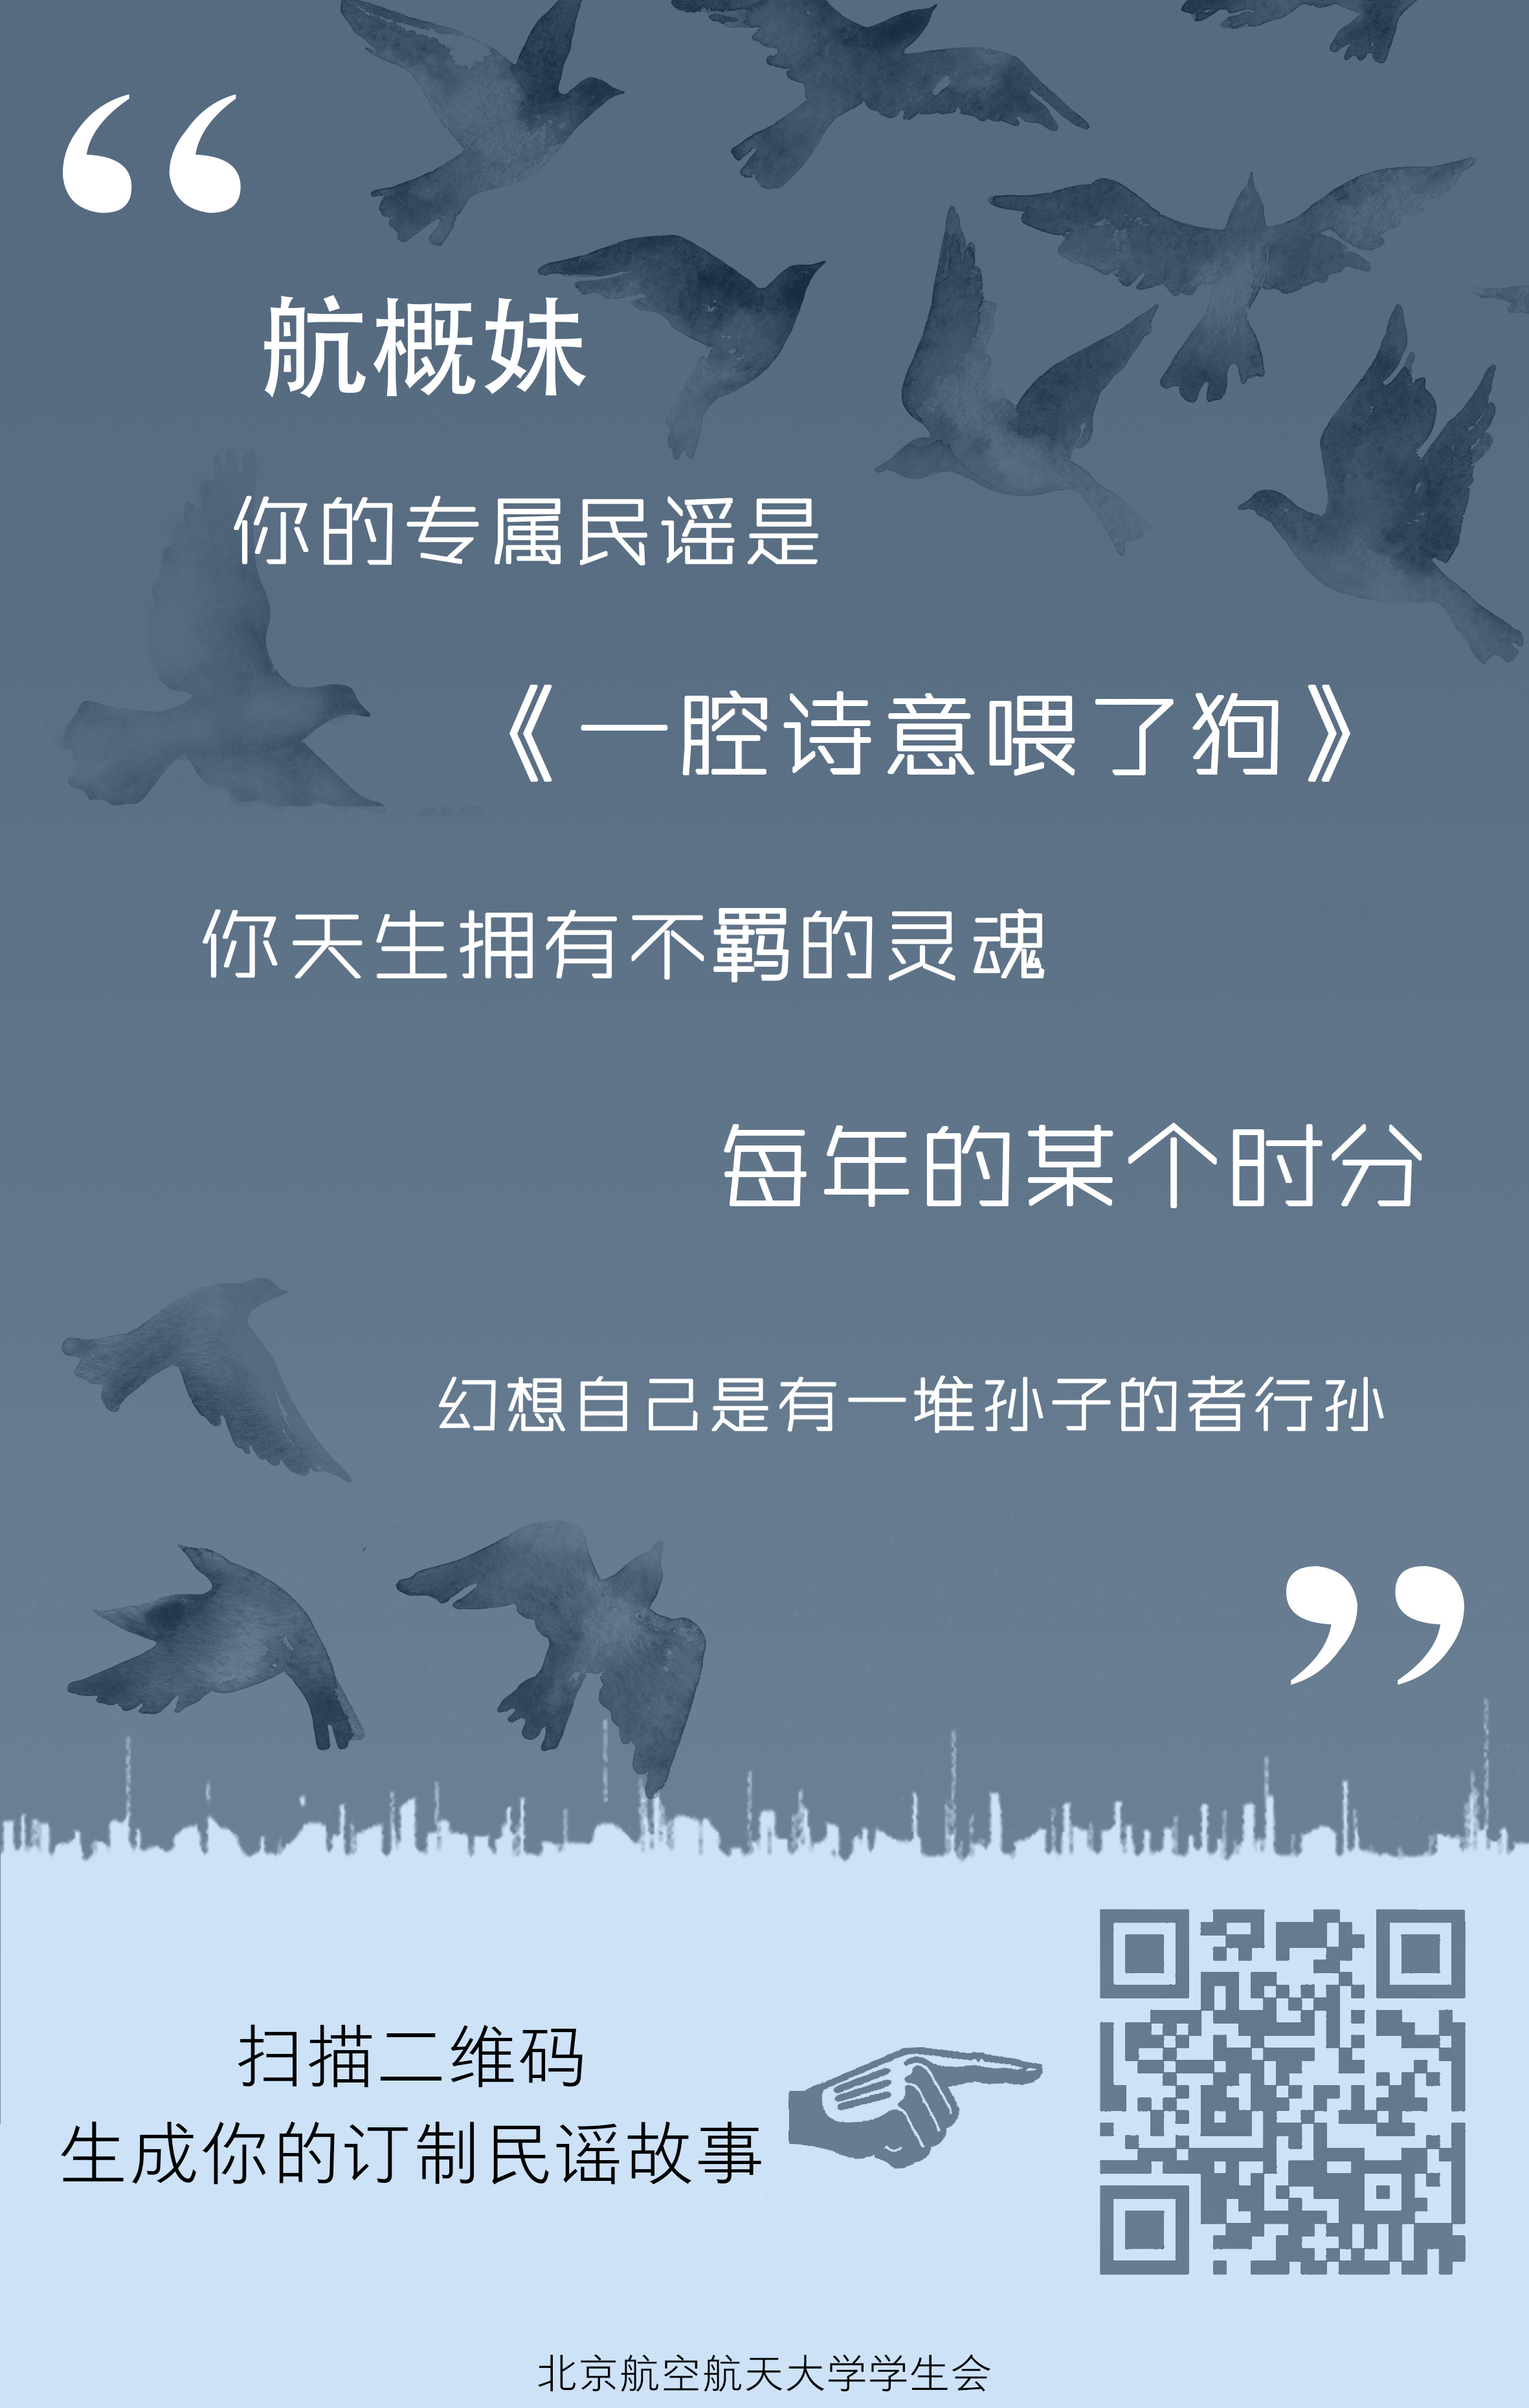 “
航概妹
你的专属民谣是
《一腔诗意喂了狗》
你天生拥有不羁的灵魂
每年的某个时分
幻想自己是有一堆孙子的者行孙
”
扫描二维码
生成你的订制民谣故事
北京航空航天大学学生会